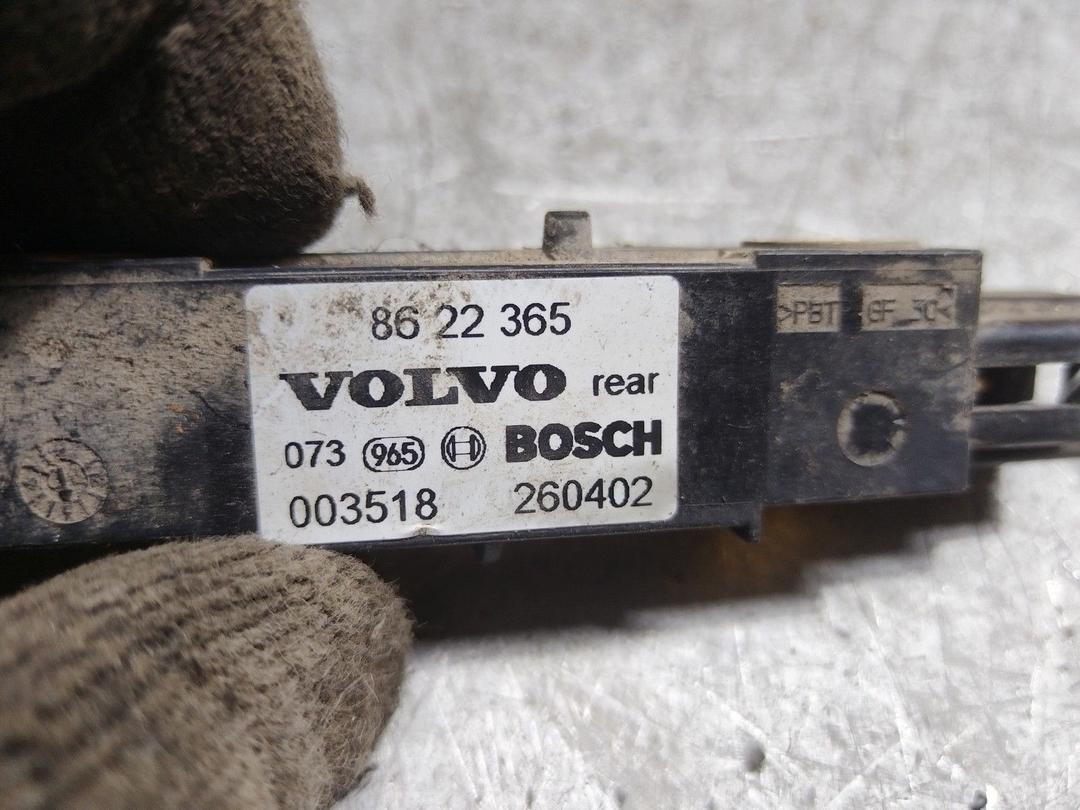 86 22 365
VOLVO rear
073 965 BOSCH
003518 260402
>PBT GF 30<